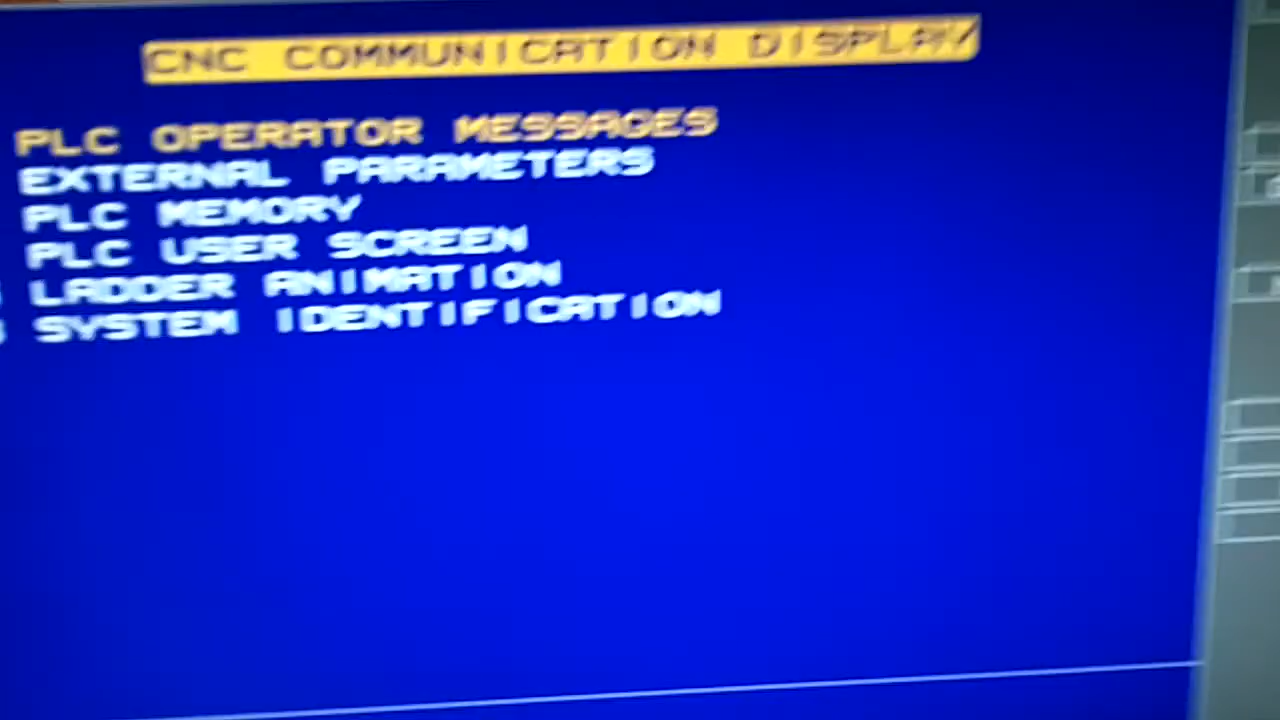 CNC COMMUNICATION DISPLAY
PLC OPERATOR MESSAGES
EXTERNAL PARAMETERS
PLC MEMORY
PLC USER SCREEN
LADDER ANIMATION
SYSTEM IDENTIFICATION